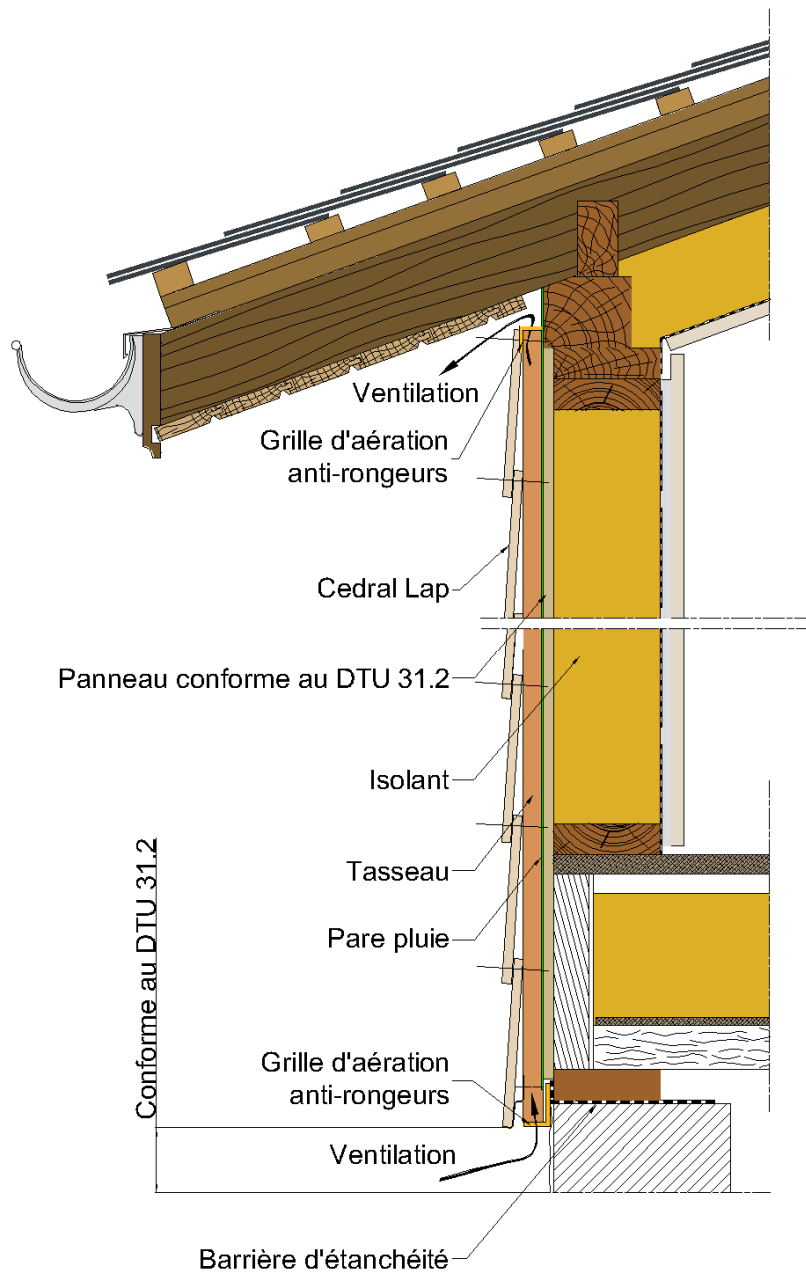 Ventilation
Grille d'aération
anti-rongeurs
Cedral Lap
Panneau conforme au DTU 31.2
Isolant
Conforme au DTU 31.2
Tasseau
Pare pluie
Grille d'aération
anti-rongeurs
Ventilation
Barrière d'étanchéité